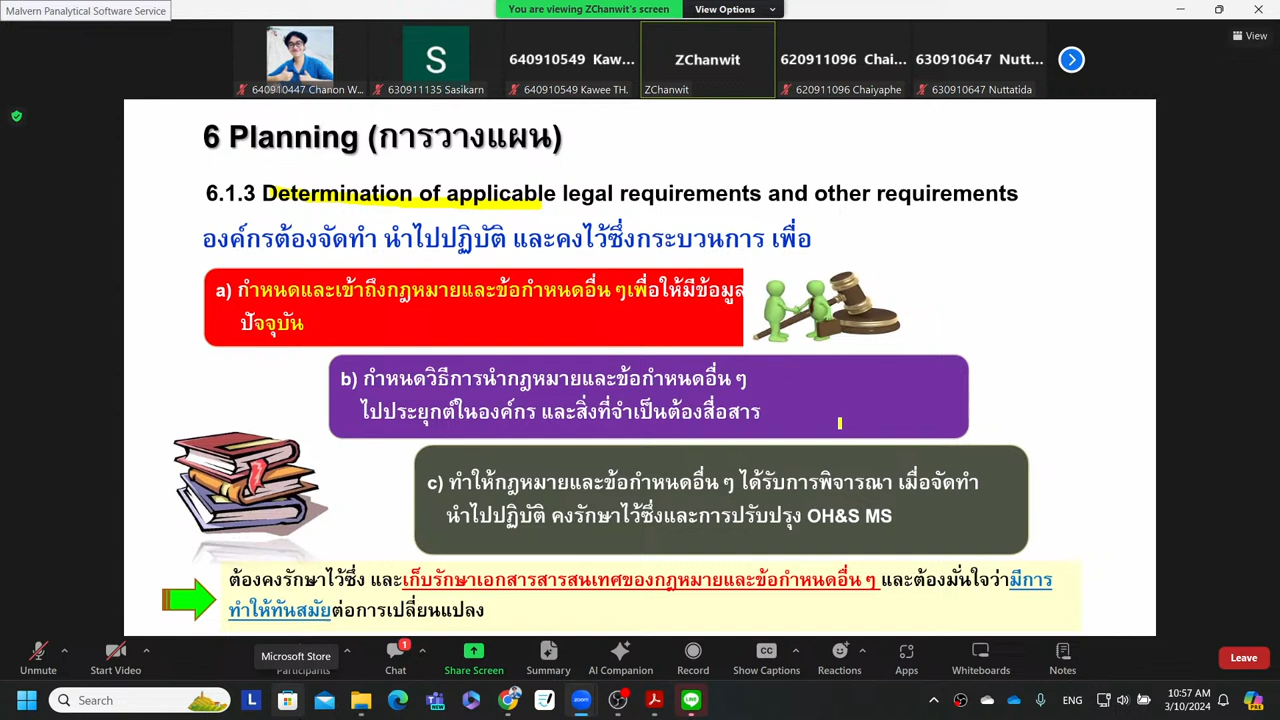 Malvern Panalytical Software Service
You are viewing ZChanwit's screen
View Options
View
S
640910549 Kaw...
ZChanwit
620911096 Chai...
630910647 Nutt...
640910447 Chanon W...
630911135 Sasikarn
640910549 Kawee TH.
ZChanwit
620911096 Chaiyaphe
630910647 Nuttatida
6 Planning (การวางแผน)
6.1.3 Determination of applicable legal requirements and other requirements
องค์กรต้องจัดทำ นำไปปฏิบัติ และคงไว้ซึ่งกระบวนการ เพื่อ
a) กำหนดและเข้าถึงกฎหมายและข้อกำหนดอื่น ๆเพื่อให้มีข้อมูล
ปัจจุบัน
b) กำหนดวิธีการนำกฎหมายและข้อกำหนดอื่น ๆ
ไปประยุกต์ในองค์กร และสิ่งที่จำเป็นต้องสื่อสาร
c) ทำให้กฎหมายและข้อกำหนดอื่น ๆ ได้รับการพิจารณา เมื่อจัดทำ
นำไปปฏิบัติ คงรักษาไว้ซึ่งและการปรับปรุง OH&S MS
ต้องคงรักษาไว้ซึ่ง และเก็บรักษาเอกสารสารสนเทศของกฎหมายและข้อกำหนดอื่น ๆ และต้องมั่นใจว่ามีการ
ทำให้ทันสมัยต่อการเปลี่ยนแปลง
Unmute
Start Video
Microsoft Store
Participants
1
Chat
Share Screen
Summary
AI Companion
Record
CC
Show Captions
Reactions
Apps
Whiteboards
Notes
Leave
Search
L
zoom
LINE
ENG
10:57 AM
3/10/2024